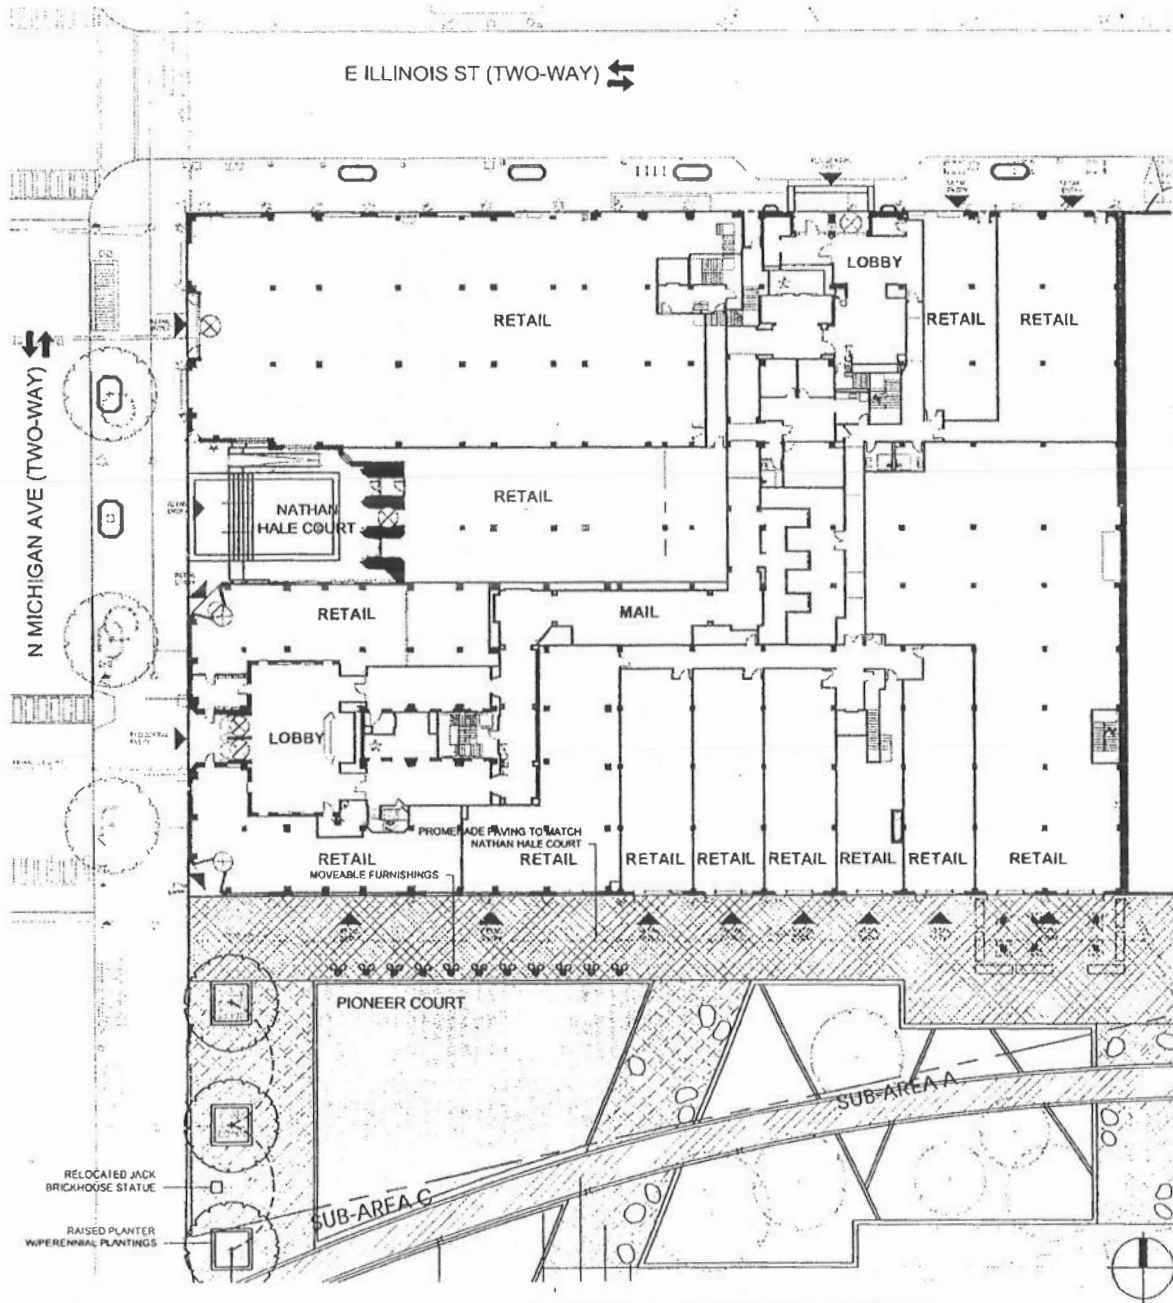 E ILLINOIS ST (TWO-WAY)
N MICHIGAN AVE (TWO-WAY)
LOBBY
RETAIL
RETAIL
RETAIL
RETAIL
NATHAN
HALE COURT
RETAIL
MAIL
LOBBY
PROMENADE PAVING TO MATCH
NATHAN HALE COURT
RETAIL
RETAIL
RETAIL
RETAIL
RETAIL
RETAIL
RETAIL
RETAIL
MOVEABLE FURNISHINGS
PIONEER COURT
SUB-AREA A
SUB-AREA C
RELOCATED JACK
BRICKHOUSE STATUE
RAISED PLANTER
W/PERENNIAL PLANTINGS